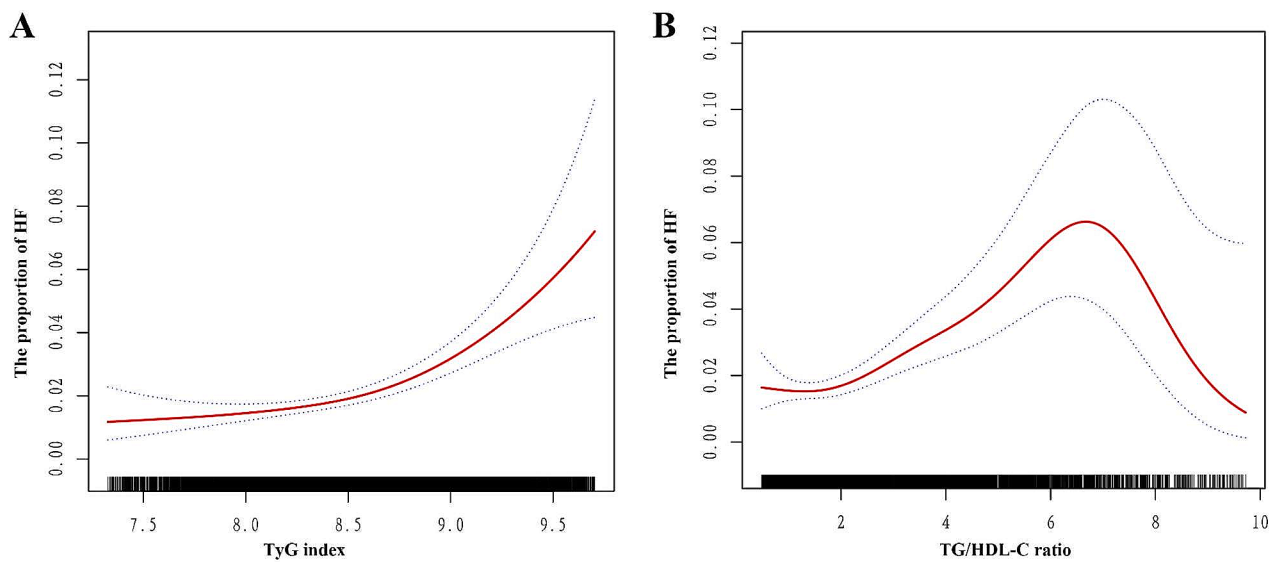 A
The proportion of HF
0.12
0.10
0.08
0.06
0.04
0.02
0.00
7.5 8.0 8.5 9.0 9.5
TyG index
B
The proportion of HF
0.12
0.10
0.08
0.06
0.04
0.02
0.00
2 4 6 8 10
TG/HDL-C ratio